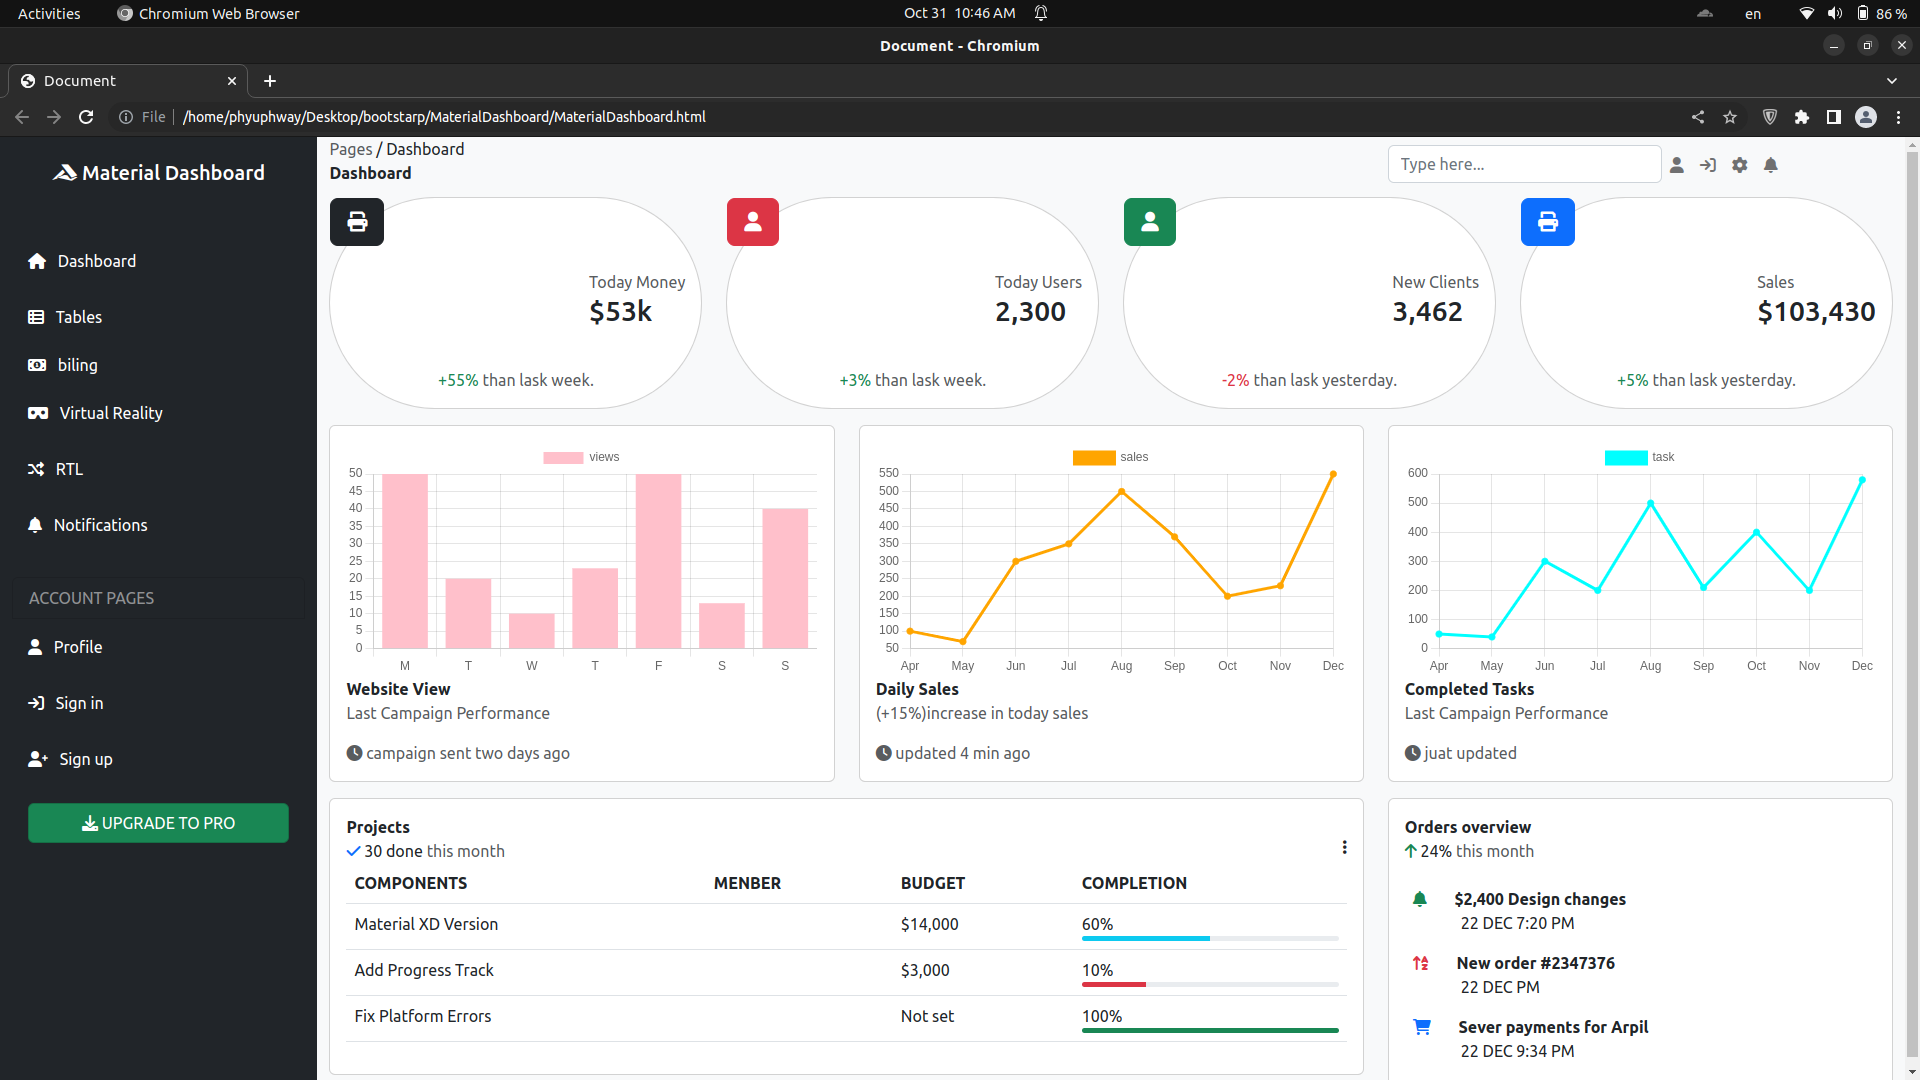 Activities
Chromium Web Browser
Oct 31 10:46 AM
en
86 %
Document - Chromium
Document
File
/home/phyuphway/Desktop/bootstarp/MaterialDashboard/MaterialDashboard.html
Material Dashboard
Dashboard
Tables
biling
Virtual Reality
RTL
Notifications
ACCOUNT PAGES
Profile
Sign in
Sign up
UPGRADE TO PRO
Pages / Dashboard
Dashboard
Type here...
Today Money
$53k
+55% than lask week.
Today Users
2,300
+3% than lask week.
New Clients
3,462
-2% than lask yesterday.
Sales
$103,430
+5% than lask yesterday.
views
50
45
40
35
30
25
20
15
10
5
0
M T W T F S S
Website View
Last Campaign Performance
campaign sent two days ago
sales
550
500
450
400
350
300
250
200
150
100
50
Apr May Jun Jul Aug Sep Oct Nov Dec
Daily Sales
(+15%)increase in today sales
updated 4 min ago
task
600
500
400
300
200
100
0
Apr May Jun Jul Aug Sep Oct Nov Dec
Completed Tasks
Last Campaign Performance
juat updated
Projects
30 done this month
COMPONENTS MENBER BUDGET COMPLETION
Material XD Version $14,000 60%
Add Progress Track $3,000 10%
Fix Platform Errors Not set 100%
Orders overview
24% this month
$2,400 Design changes
22 DEC 7:20 PM
New order #2347376
22 DEC PM
Sever payments for Arpil
22 DEC 9:34 PM